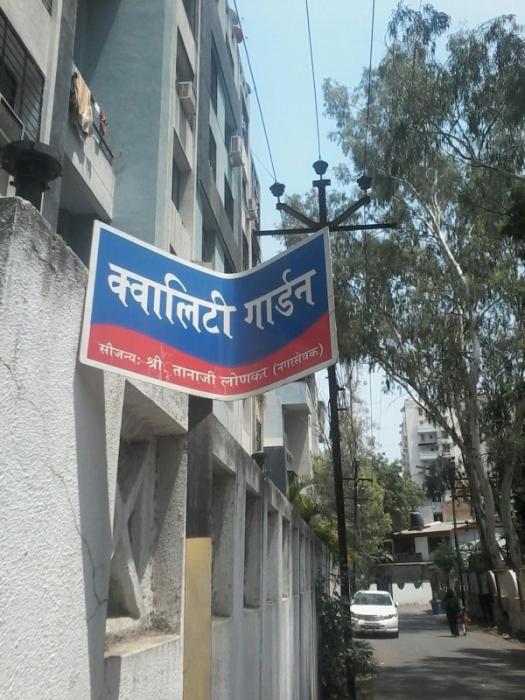 क्वालिटी गार्डन
सौजन्य: श्री. तानाजी लोणकर (नगरसेवक)